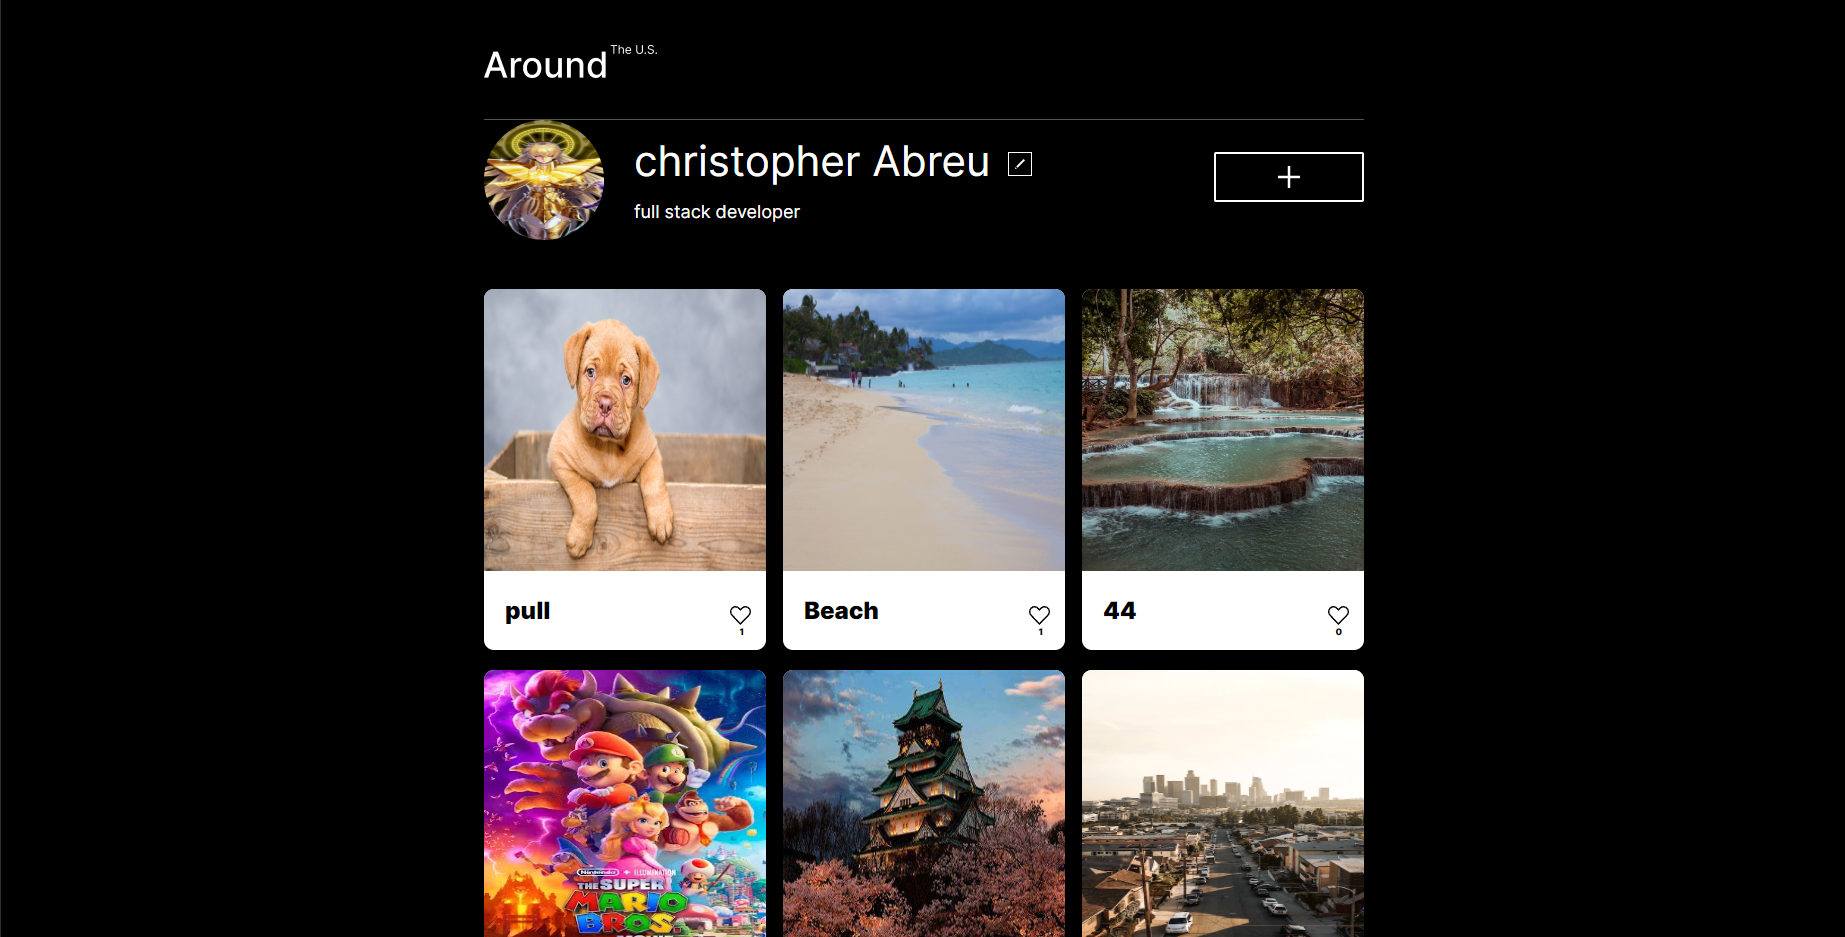 Around The U.S.
christopher Abreu
full stack developer
pull
1
Beach
1
44
0
Nintendo ILLUMINATION
THE SUPER
MARIO
BROS.
MOVIE